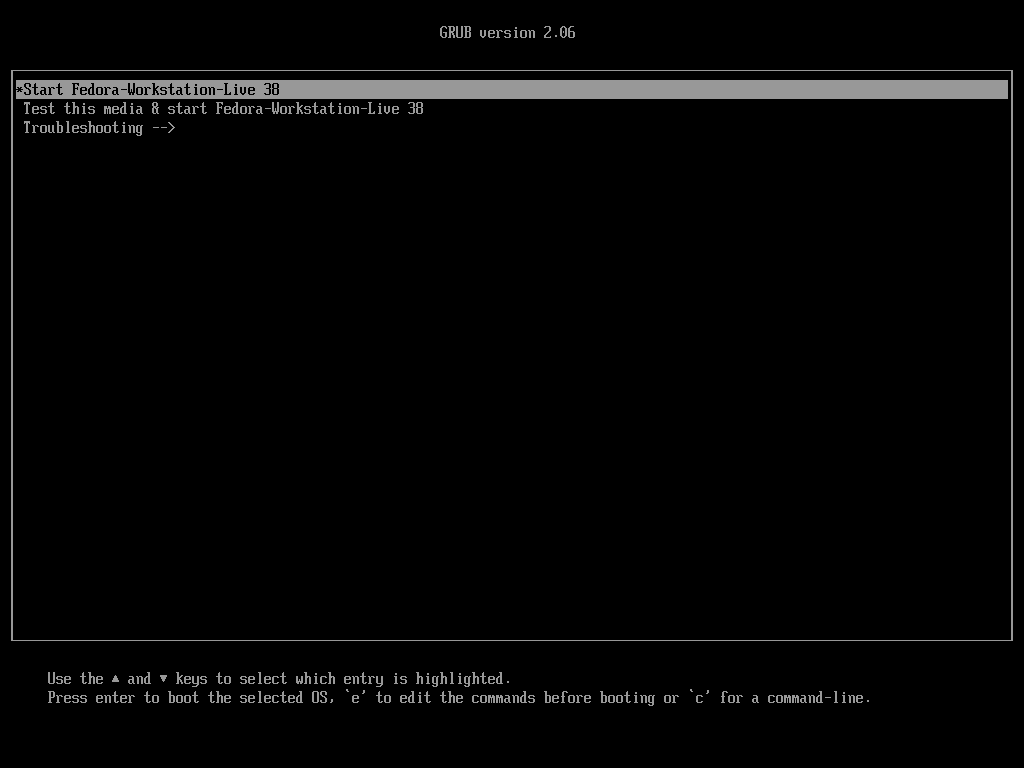 GRUB version 2.06
*Start Fedora-Workstation-Live 38
Test this media & start Fedora-Workstation-Live 38
Troubleshooting -->
Use the ▲ and ▼ keys to select which entry is highlighted.
Press enter to boot the selected OS, `e' to edit the commands before booting or `c' for a command-line.